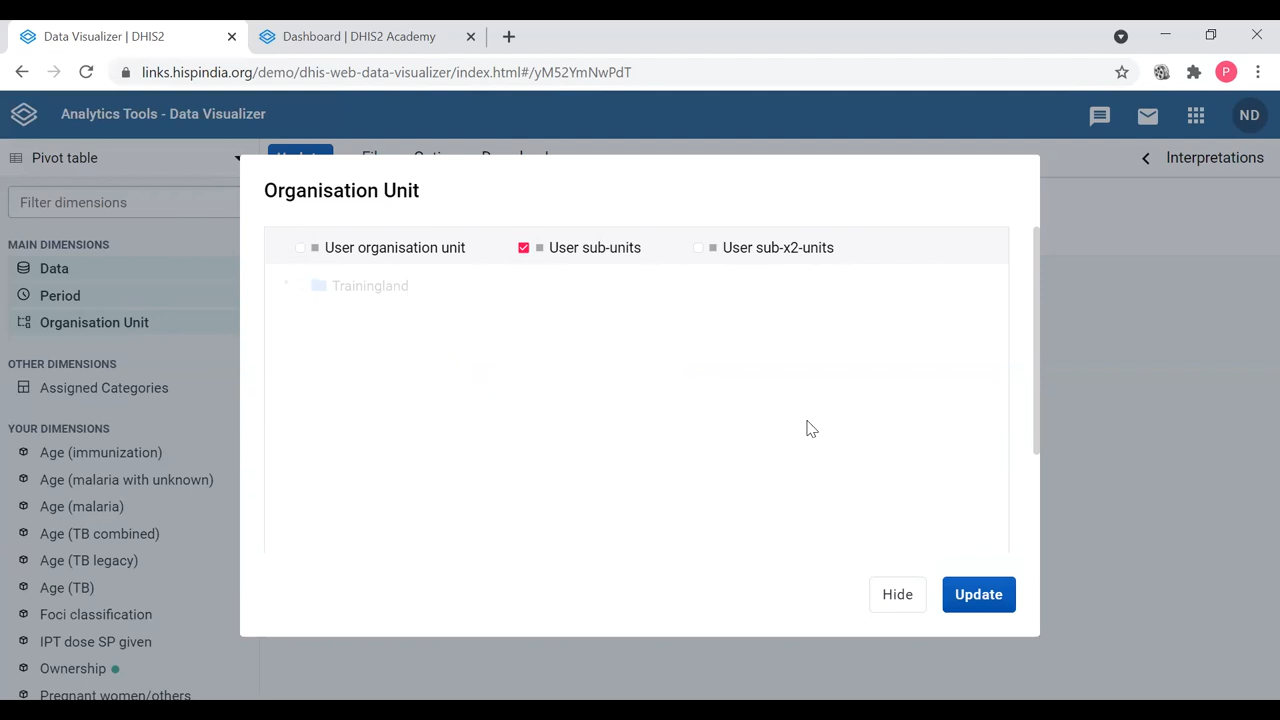 Data Visualizer | DHIS2
Dashboard | DHIS2 Academy
links.hispindia.org/demo/dhis-web-data-visualizer/index.html#/yM52YmNwPdT
P
Analytics Tools - Data Visualizer
ND
Pivot table
Interpretations
Filter dimensions
MAIN DIMENSIONS
Data
Period
Organisation Unit
OTHER DIMENSIONS
Assigned Categories
YOUR DIMENSIONS
Age (immunization)
Age (malaria with unknown)
Age (malaria)
Age (TB combined)
Age (TB legacy)
Age (TB)
Foci classification
IPT dose SP given
Ownership
Pregnant women/others
Organisation Unit
User organisation unit
User sub-units
User sub-x2-units
Trainingland
Hide
Update